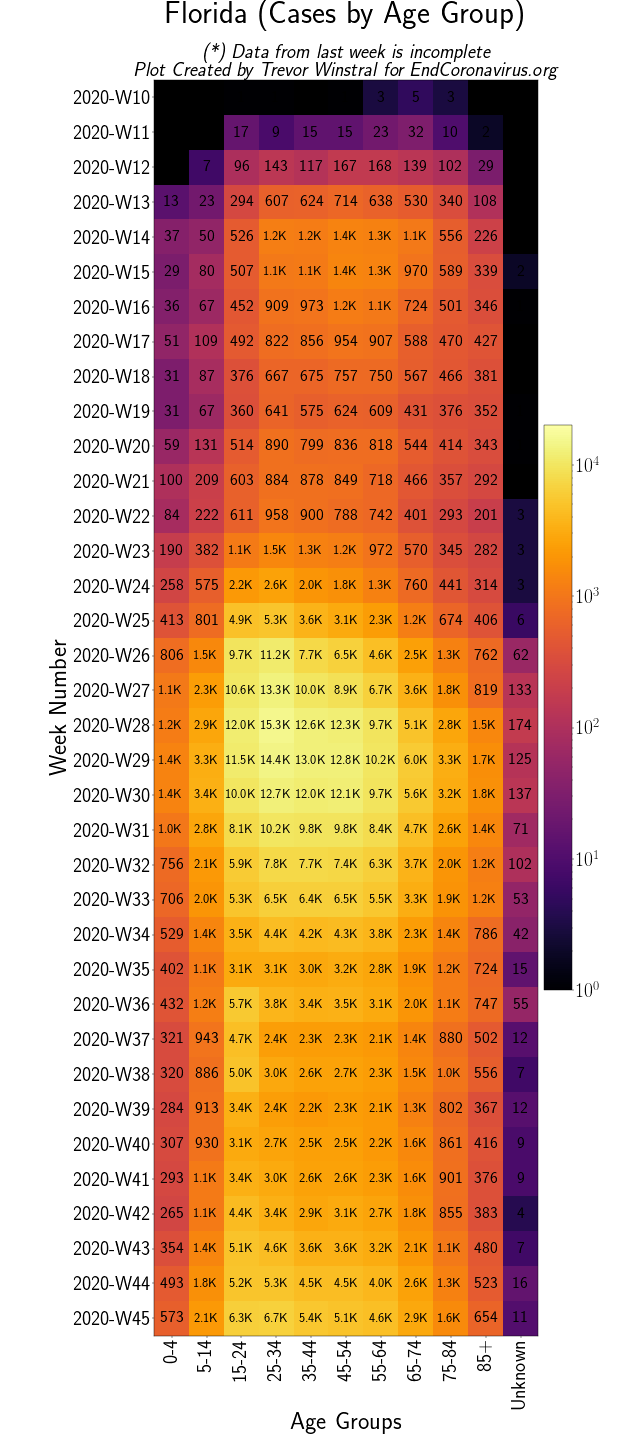 Florida (Cases by Age Group)
(*) Data from last week is incomplete
Plot Created by Trevor Winstral for EndCoronavirus.org
2020-W10 3 5 3
2020-W11 17 9 15 15 23 32 10 2
2020-W12 7 96 143 117 167 168 139 102 29
2020-W13 13 23 294 607 624 714 638 530 340 108
2020-W14 37 50 526 1.2K 1.2K 1.4K 1.3K 1.1K 556 226
2020-W15 29 80 507 1.1K 1.1K 1.4K 1.3K 970 589 339 2
2020-W16 36 67 452 909 973 1.2K 1.1K 724 501 346
2020-W17 51 109 492 822 856 954 907 588 470 427
2020-W18 31 87 376 667 675 757 750 567 466 381
2020-W19 31 67 360 641 575 624 609 431 376 352
2020-W20 59 131 514 890 799 836 818 544 414 343
2020-W21 100 209 603 884 878 849 718 466 357 292
2020-W22 84 222 611 958 900 788 742 401 293 201 3
2020-W23 190 382 1.1K 1.5K 1.3K 1.2K 972 570 345 282 3
2020-W24 258 575 2.2K 2.6K 2.0K 1.8K 1.3K 760 441 314 3
2020-W25 413 801 4.9K 5.3K 3.6K 3.1K 2.3K 1.2K 674 406 6
2020-W26 806 1.5K 9.7K 11.2K 7.7K 6.5K 4.6K 2.5K 1.3K 762 62
2020-W27 1.1K 2.3K 10.6K 13.3K 10.0K 8.9K 6.7K 3.6K 1.8K 819 133
2020-W28 1.2K 2.9K 12.0K 15.3K 12.6K 12.3K 9.7K 5.1K 2.8K 1.5K 174
2020-W29 1.4K 3.3K 11.5K 14.4K 13.0K 12.8K 10.2K 6.0K 3.3K 1.7K 125
2020-W30 1.4K 3.4K 10.0K 12.7K 12.0K 12.1K 9.7K 5.6K 3.2K 1.8K 137
2020-W31 1.0K 2.8K 8.1K 10.2K 9.8K 9.8K 8.4K 4.7K 2.6K 1.4K 71
2020-W32 756 2.1K 5.9K 7.8K 7.7K 7.4K 6.3K 3.7K 2.0K 1.2K 102
2020-W33 706 2.0K 5.3K 6.5K 6.4K 6.5K 5.5K 3.3K 1.9K 1.2K 53
2020-W34 529 1.4K 3.5K 4.4K 4.2K 4.3K 3.8K 2.3K 1.4K 786 42
2020-W35 402 1.1K 3.1K 3.1K 3.0K 3.2K 2.8K 1.9K 1.2K 724 15
2020-W36 432 1.2K 5.7K 3.8K 3.4K 3.5K 3.1K 2.0K 1.1K 747 55
2020-W37 321 943 4.7K 2.4K 2.3K 2.3K 2.1K 1.4K 880 502 12
2020-W38 320 886 5.0K 3.0K 2.6K 2.7K 2.3K 1.5K 1.0K 556 7
2020-W39 284 913 3.4K 2.4K 2.2K 2.3K 2.1K 1.3K 802 367 12
2020-W40 307 930 3.1K 2.7K 2.5K 2.5K 2.2K 1.6K 861 416 9
2020-W41 293 1.1K 3.4K 3.0K 2.6K 2.6K 2.3K 1.6K 901 376 9
2020-W42 265 1.1K 4.4K 3.4K 2.9K 3.1K 2.7K 1.8K 855 383 4
2020-W43 354 1.4K 5.1K 4.6K 3.6K 3.6K 3.2K 2.1K 1.1K 480 7
2020-W44 493 1.8K 5.2K 5.3K 4.5K 4.5K 4.0K 2.6K 1.3K 523 16
2020-W45 573 2.1K 6.3K 6.7K 5.4K 5.1K 4.6K 2.9K 1.6K 654 11
0-4 5-14 15-24 25-34 35-44 45-54 55-64 65-74 75-84 85+ Unknown
Age Groups
Week Number
10⁴
10³
10²
10¹
10⁰